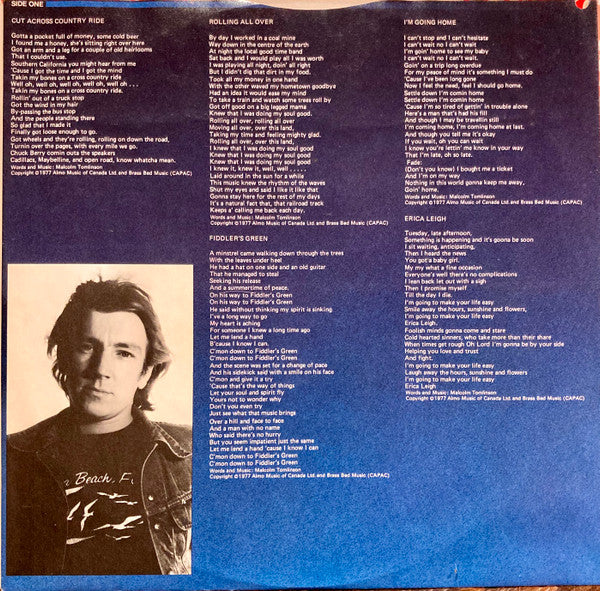 SIDE ONE
CUT ACROSS COUNTRY RIDE
Gotta a pocket full of money, some cold beer
I found me a honey, she's sitting right over here
Got an arm and a leg for a couple of old heirlooms
That I couldn't use.
Southern California you might hear from me
'Cause I got the time and I got the mind
Takin my bones on a cross country ride.
Well oh, well oh, well oh, well oh, well oh . . .
Takin my bones on a cross country ride.
Rollin' out of a truck stop
Got the wind in my hair
By-passing the bus stop
And the people standing there
So glad that I made it
Finally got loose enough to go.
Got wheels and they're rolling, rolling on down the road.
Turnin over the pages, with every mile we go.
Chuck Berry comin outa the speakers
Cadillacs, Maybelline, and open road, know whatcha mean.
Words and Music: Malcolm Tomlinson
Copyright ©1977 Almo Music of Canada Ltd. and Brass Bed Music (CAPAC)
ROLLING ALL OVER
By day I worked in a coal mine
Way down in the centre of the earth
At night the local good time band
Sat back and I would play all I was worth
I was playing all night, doin' all right
But I didn't dig that dirt in my food.
Took all my money in one hand
With the other waved my hometown goodbye
Had an idea to ease my mind
To take a train and watch some trees roll by
Got off good on a big legged mama
Knew that I was doing my soul good.
Rolling all over, rolling all over
Moving all over, this land,
Taking my time and feeling mighty glad.
Rolling all over, rolling all over
I knew that I was doing my soul good
Knew that I was doing my soul good
Knew that I was doing my soul good
I knew it, knew it, well, well . . . . .
Laid around in the sun for a while
This music knew the rhythm of the waves
Shut my eyes and said I like it like that
Gonna stay here for the rest of my days
It's a natural fact that, that railroad track
Keeps a' calling me back each day.
Words and Music: Malcolm Tomlinson
Copyright ©1977 Almo Music of Canada Ltd. and Brass Bed Music (CAPAC)
FIDDLER'S GREEN
A minstrel came walking down through the trees
With the leaves under heel
He had a hat on one side and an old guitar
That he managed to steal
Seeking his release
And a summertime of peace.
On his way to Fiddler's Green
On his way to Fiddler's Green
He said without thinking my spirit is sinking
I've a long way to go
My heart is aching
For someone I knew a long time ago
Let me lend a hand
B'cause I know I can.
C'mon down to Fiddler's Green
C'mon down to Fiddler's Green
And the scene was set for a change of pace
And his sidekick said with a smile on his face
C'mon and give it a try
'Cause that's the way of things
Let your soul and spirit fly
Yours not to wonder why
Don't you even try
Just see what that music brings
Over a hill and face to face
And a man with no name
Who said there's no hurry
But you seem impatient just the same
Let me lend a hand 'cause I know I can
C'mon down to Fiddler's Green
C'mon down to Fiddler's Green
Words and Music: Malcolm Tomlinson
Copyright ©1977 Almo Music of Canada Ltd. and Brass Bed Music (CAPAC)
I'M GOING HOME
I can't stop and I can't hesitate
I can't wait no I can't wait
I'm goin' home to see my baby
I can't wait no I can't wait.
Goin' on a trip long overdue
For my peace of mind it's something I must do
'Cause I've been long gone
Now I feel the need, feel I should go home.
Settle down I'm comin home
Settle down I'm comin home
'Cause I'm so tired of gettin' in trouble alone
Here's a man that's had his fill
And though I may be travellin still
I'm coming home, I'm coming home at last.
And though you tell me it's okay
If you wait, oh you can wait
I know you're lettin' me know in your way
That I'm late, oh so late.
Fade:
(Don't you know) I bought me a ticket
And I'm on my way
Nothing in this world gonna keep me away,
Goin' home.
Words and Music: Malcolm Tomlinson
Copyright ©1977 Almo Music of Canada Ltd. and Brass Bed Music (CAPAC)
ERICA LEIGH
Tuesday, late afternoon,
Something is happening and it's gonna be soon
I sit waiting, anticipating,
Then I heard the news
You got a baby girl.
My my what a fine occasion
Everyone's well there's no complications
I lean back let out with a sigh
Then I promise myself
Till the day I die.
I'm going to make your life easy
Smile away the hours, sunshine and flowers,
I'm going to make your life easy
Erica Leigh.
Foolish minds gonna come and stare
Cold hearted sinners, who take more than their share
When times get rough Oh Lord I'm gonna be by your side
Helping you love and trust
And fight.
I'm going to make your life easy
Laugh away the hours, sunshine and flowers
I'm going to make your life easy
Erica Leigh
Words and Music: Malcolm Tomlinson
Copyright ©1977 Almo Music of Canada Ltd. and Brass Bed Music (CAPAC)
Beach, F